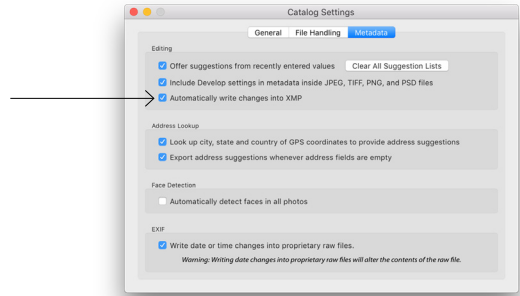 Catalog Settings
General File Handling Metadata
Editing
Offer suggestions from recently entered values Clear All Suggestion Lists
Include Develop settings in metadata inside JPEG, TIFF, PNG, and PSD files
Automatically write changes into XMP
Address Lookup
Look up city, state and country of GPS coordinates to provide address suggestions
Export address suggestions whenever address fields are empty
Face Detection
Automatically detect faces in all photos
EXIF
Write date or time changes into proprietary raw files.
Warning: Writing date changes into proprietary raw files will alter the contents of the raw file.